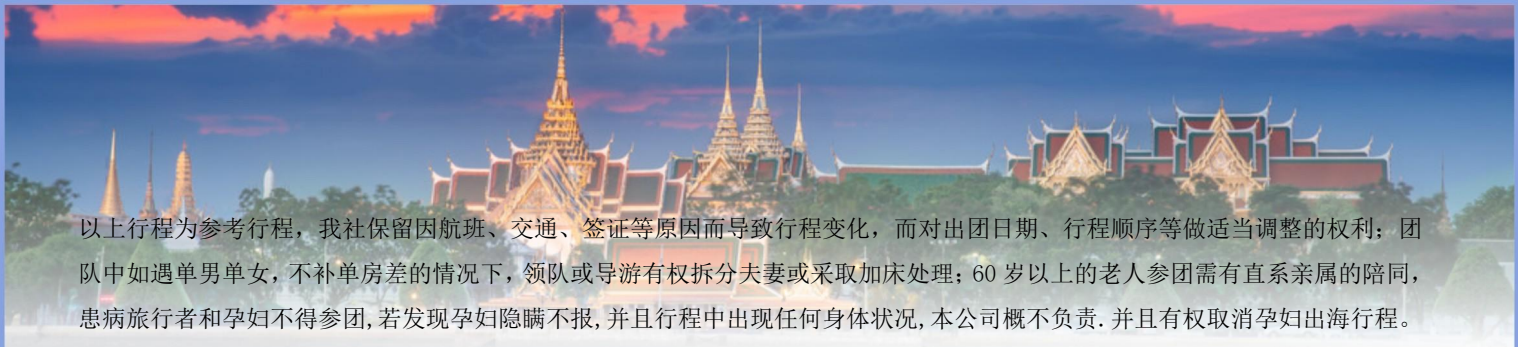 以上行程为参考行程，我社保留因航班、交通、签证等原因而导致行程变化，而对出团日期、行程顺序等做适当调整的权利；团
队中如遇单男单女，不补单房差的情况下，领队或导游有权拆分夫妻或采取加床处理；60 岁以上的老人参团需有直系亲属的陪同，
患病旅行者和孕妇不得参团,若发现孕妇隐瞒不报,并且行程中出现任何身体状况,本公司概不负责.并且有权取消孕妇出海行程。